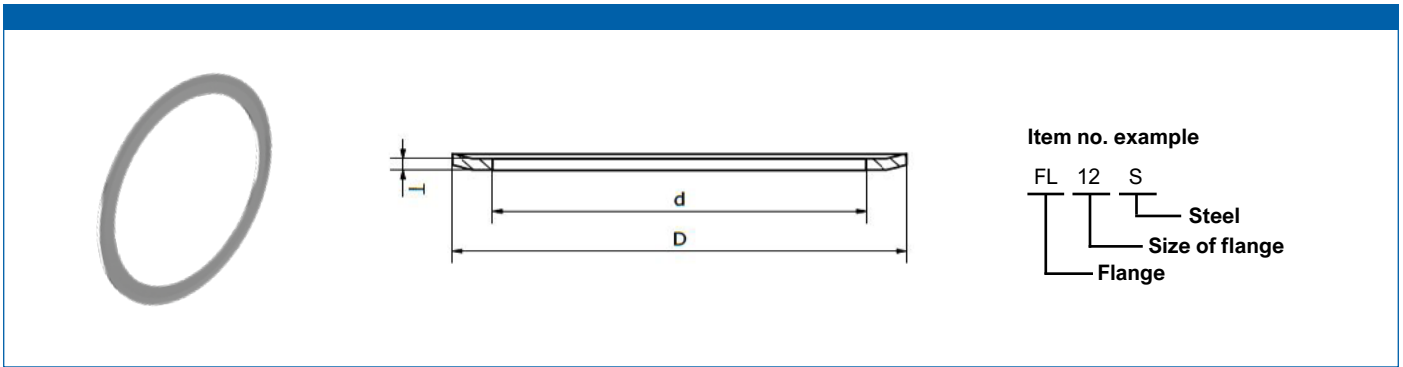 Item no. example
FL 12 S
Steel
Size of flange
Flange
T
d
D